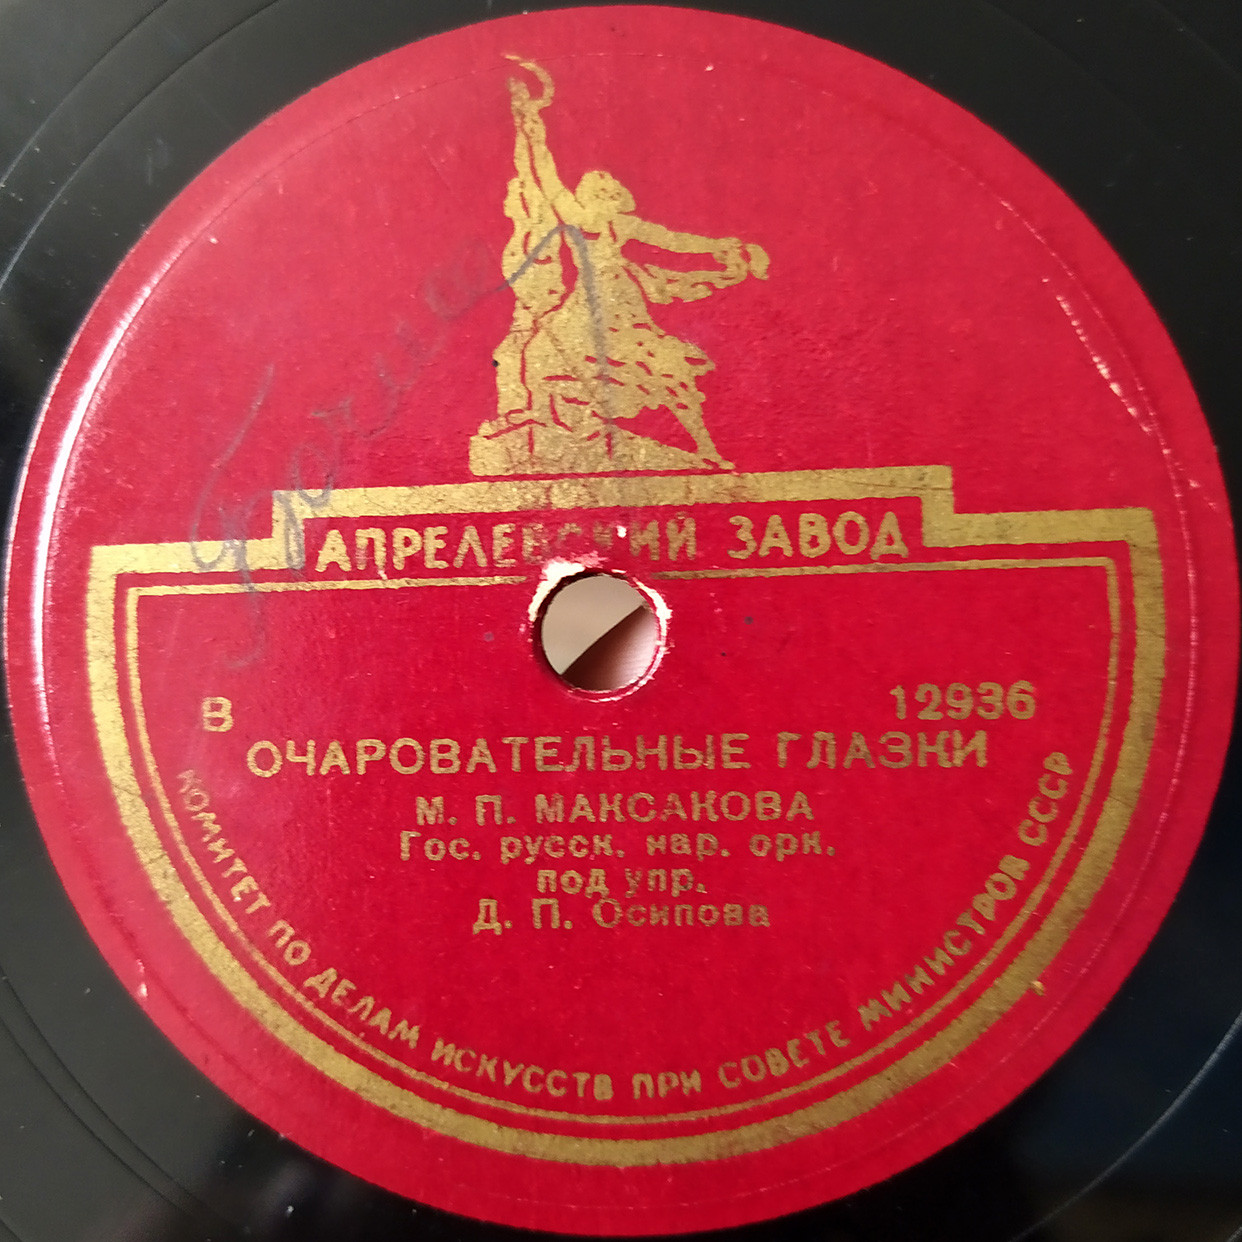 АПРЕЛЕВСКИЙ ЗАВОД
В 12936
ОЧАРОВАТЕЛЬНЫЕ ГЛАЗКИ
М. П. МАКСАКОВА
Гос. русск. нар. орк.
под упр.
Д. П. Осипова
КОМИТЕТ ПО ДЕЛАМ ИСКУССТВ ПРИ СОВЕТЕ МИНИСТРОВ СССР